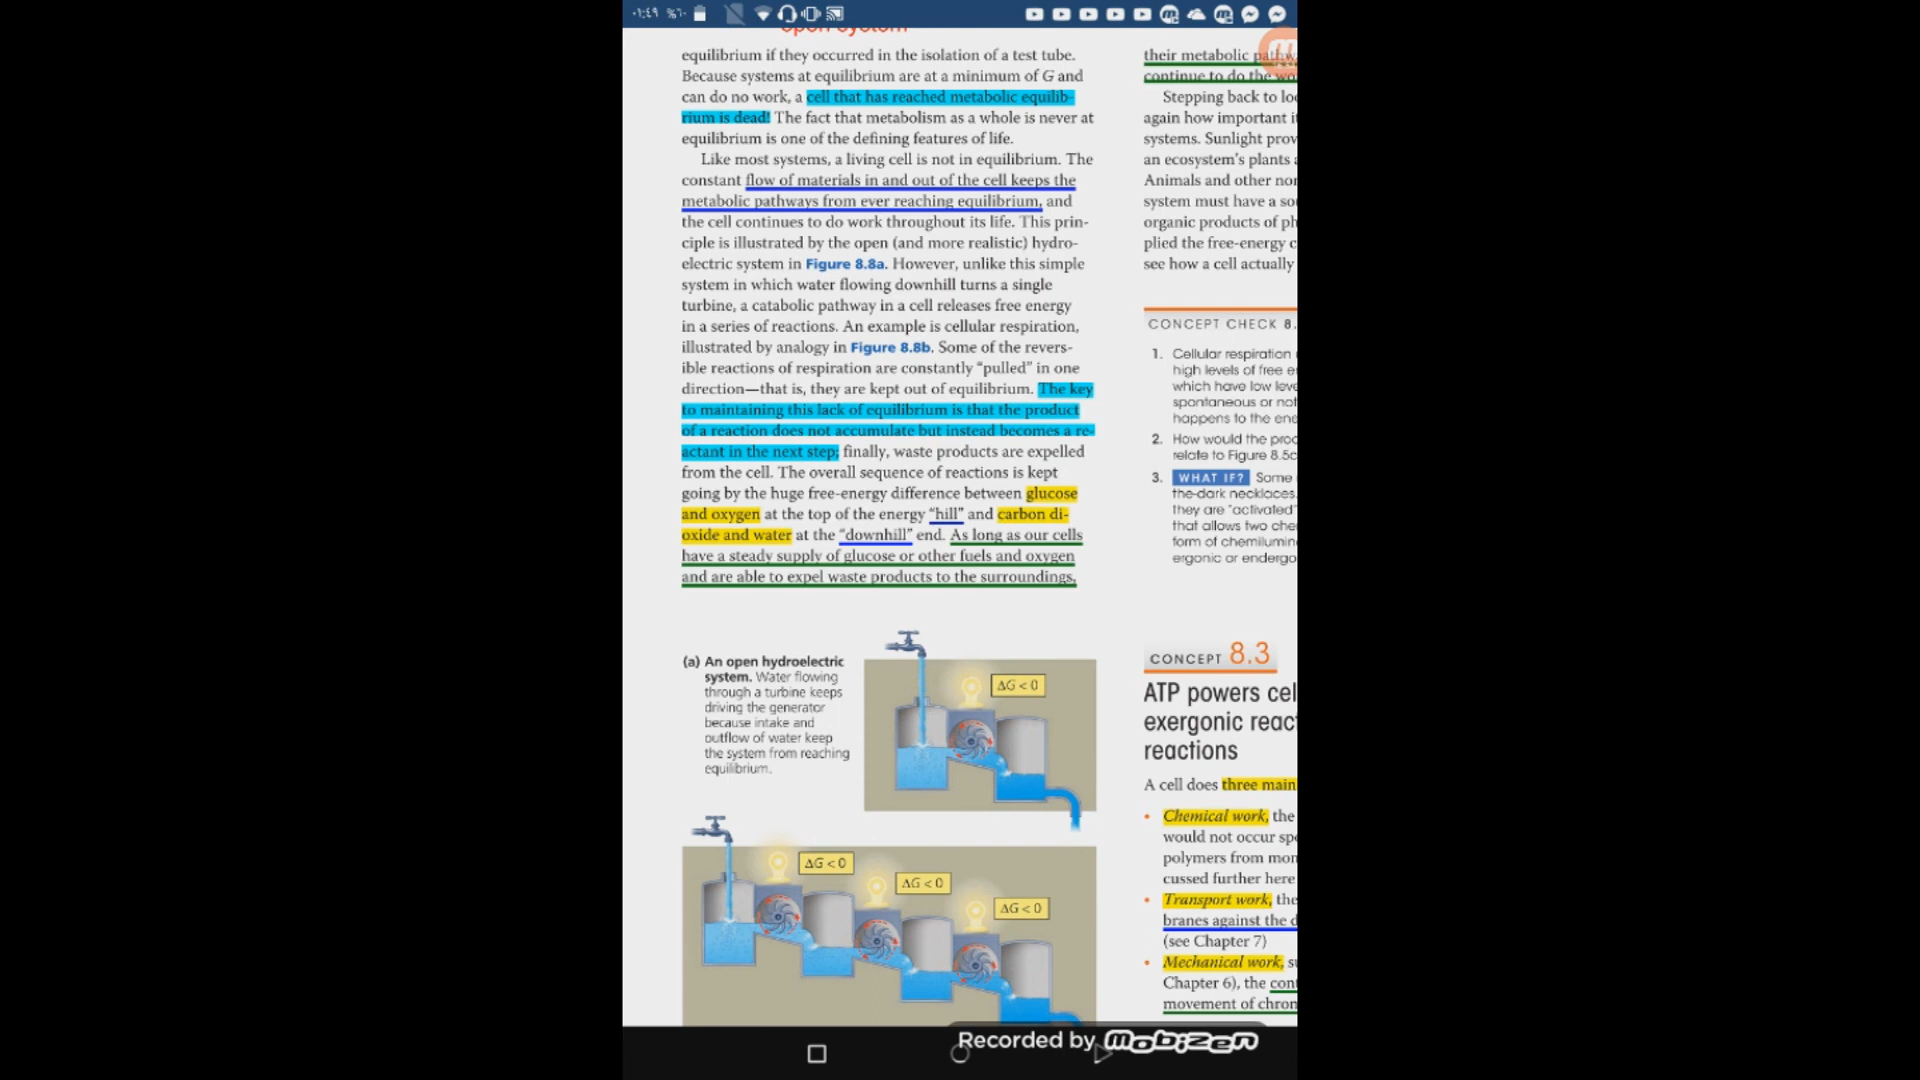 ٠١:٤٩ %٦٠
open system
equilibrium if they occurred in the isolation of a test tube.
Because systems at equilibrium are at a minimum of G and
can do no work, a cell that has reached metabolic equilib-
rium is dead! The fact that metabolism as a whole is never at
equilibrium is one of the defining features of life.
Like most systems, a living cell is not in equilibrium. The
constant flow of materials in and out of the cell keeps the
metabolic pathways from ever reaching equilibrium, and
the cell continues to do work throughout its life. This prin-
ciple is illustrated by the open (and more realistic) hydro-
electric system in Figure 8.8a. However, unlike this simple
system in which water flowing downhill turns a single
turbine, a catabolic pathway in a cell releases free energy
in a series of reactions. An example is cellular respiration,
illustrated by analogy in Figure 8.8b. Some of the revers-
ible reactions of respiration are constantly “pulled” in one
direction—that is, they are kept out of equilibrium. The key
to maintaining this lack of equilibrium is that the product
of a reaction does not accumulate but instead becomes a re-
actant in the next step; finally, waste products are expelled
from the cell. The overall sequence of reactions is kept
going by the huge free-energy difference between glucose
and oxygen at the top of the energy “hill” and carbon di-
oxide and water at the “downhill” end. As long as our cells
have a steady supply of glucose or other fuels and oxygen
and are able to expel waste products to the surroundings,
(a) An open hydroelectric
system. Water flowing
through a turbine keeps
driving the generator
because intake and
outflow of water keep
the system from reaching
equilibrium.
ΔG < 0
ΔG < 0
ΔG < 0
ΔG < 0
their metabolic
continue to do the
Stepping back to
again how important
systems. Sunlight
an ecosystem's plants
Animals and other
system must have a
organic products of
plied the free-energy
see how a cell actually
CONCEPT CHECK 8.
1. Cellular respiration
high levels of free
which have low
spontaneous or not
happens to the
2. How would the
relate to Figure 8.5c
3. WHAT IF? Some
the-dark necklaces.
they are “activated”
that allows two
form of
ergonic or
CONCEPT 8.3
ATP powers
exergonic
reactions
A cell does three main
• Chemical work, the
would not occur
polymers from
cussed further here
• Transport work, the
branes against the
(see Chapter 7)
• Mechanical work,
Chapter 6), the
movement of
Recorded by Mobizen